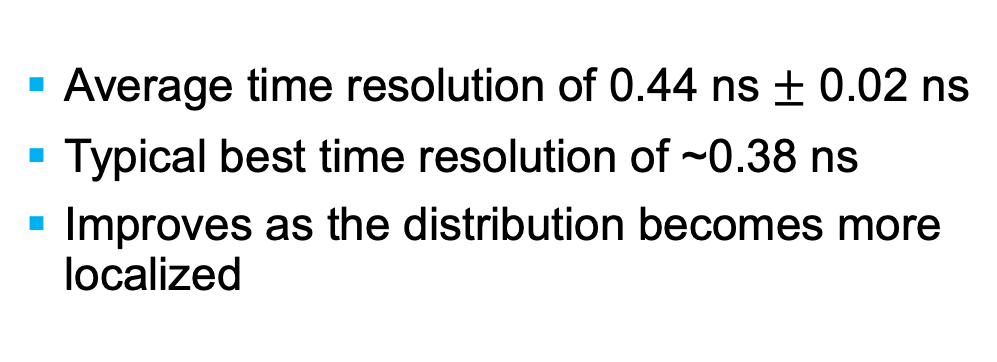 ▪ Average time resolution of 0.44 ns ± 0.02 ns
▪ Typical best time resolution of ~0.38 ns
▪ Improves as the distribution becomes more
localized